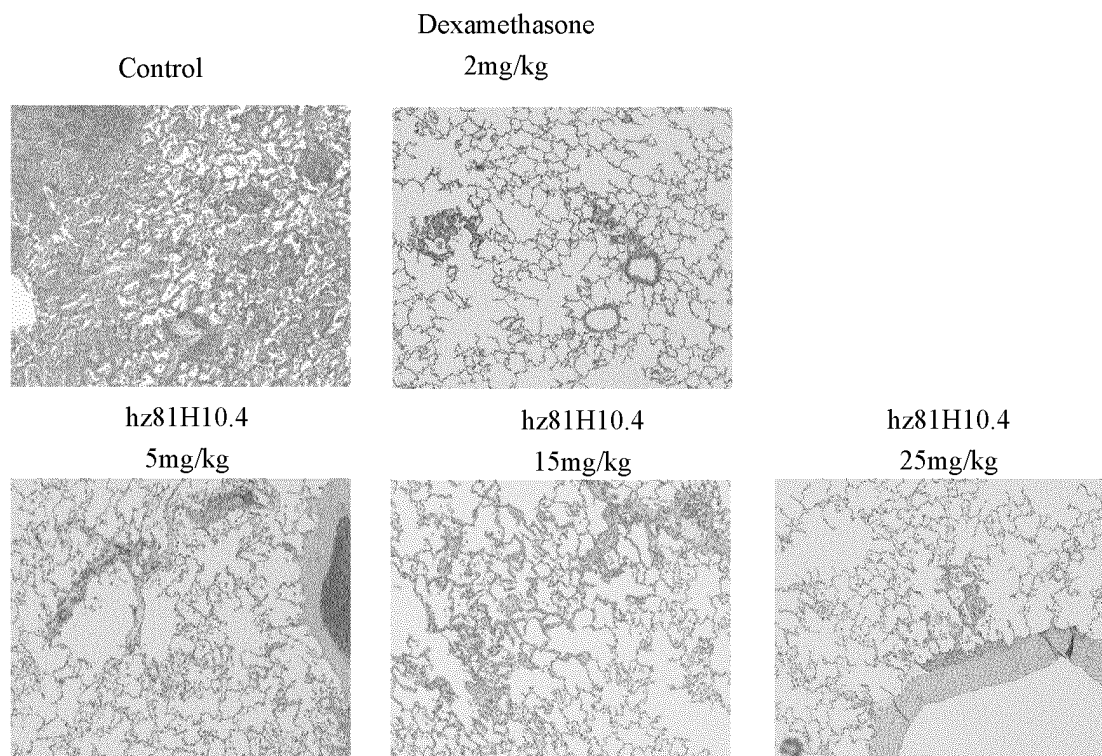 Control
Dexamethasone
2mg/kg
hz81H10.4
5mg/kg
hz81H10.4
15mg/kg
hz81H10.4
25mg/kg